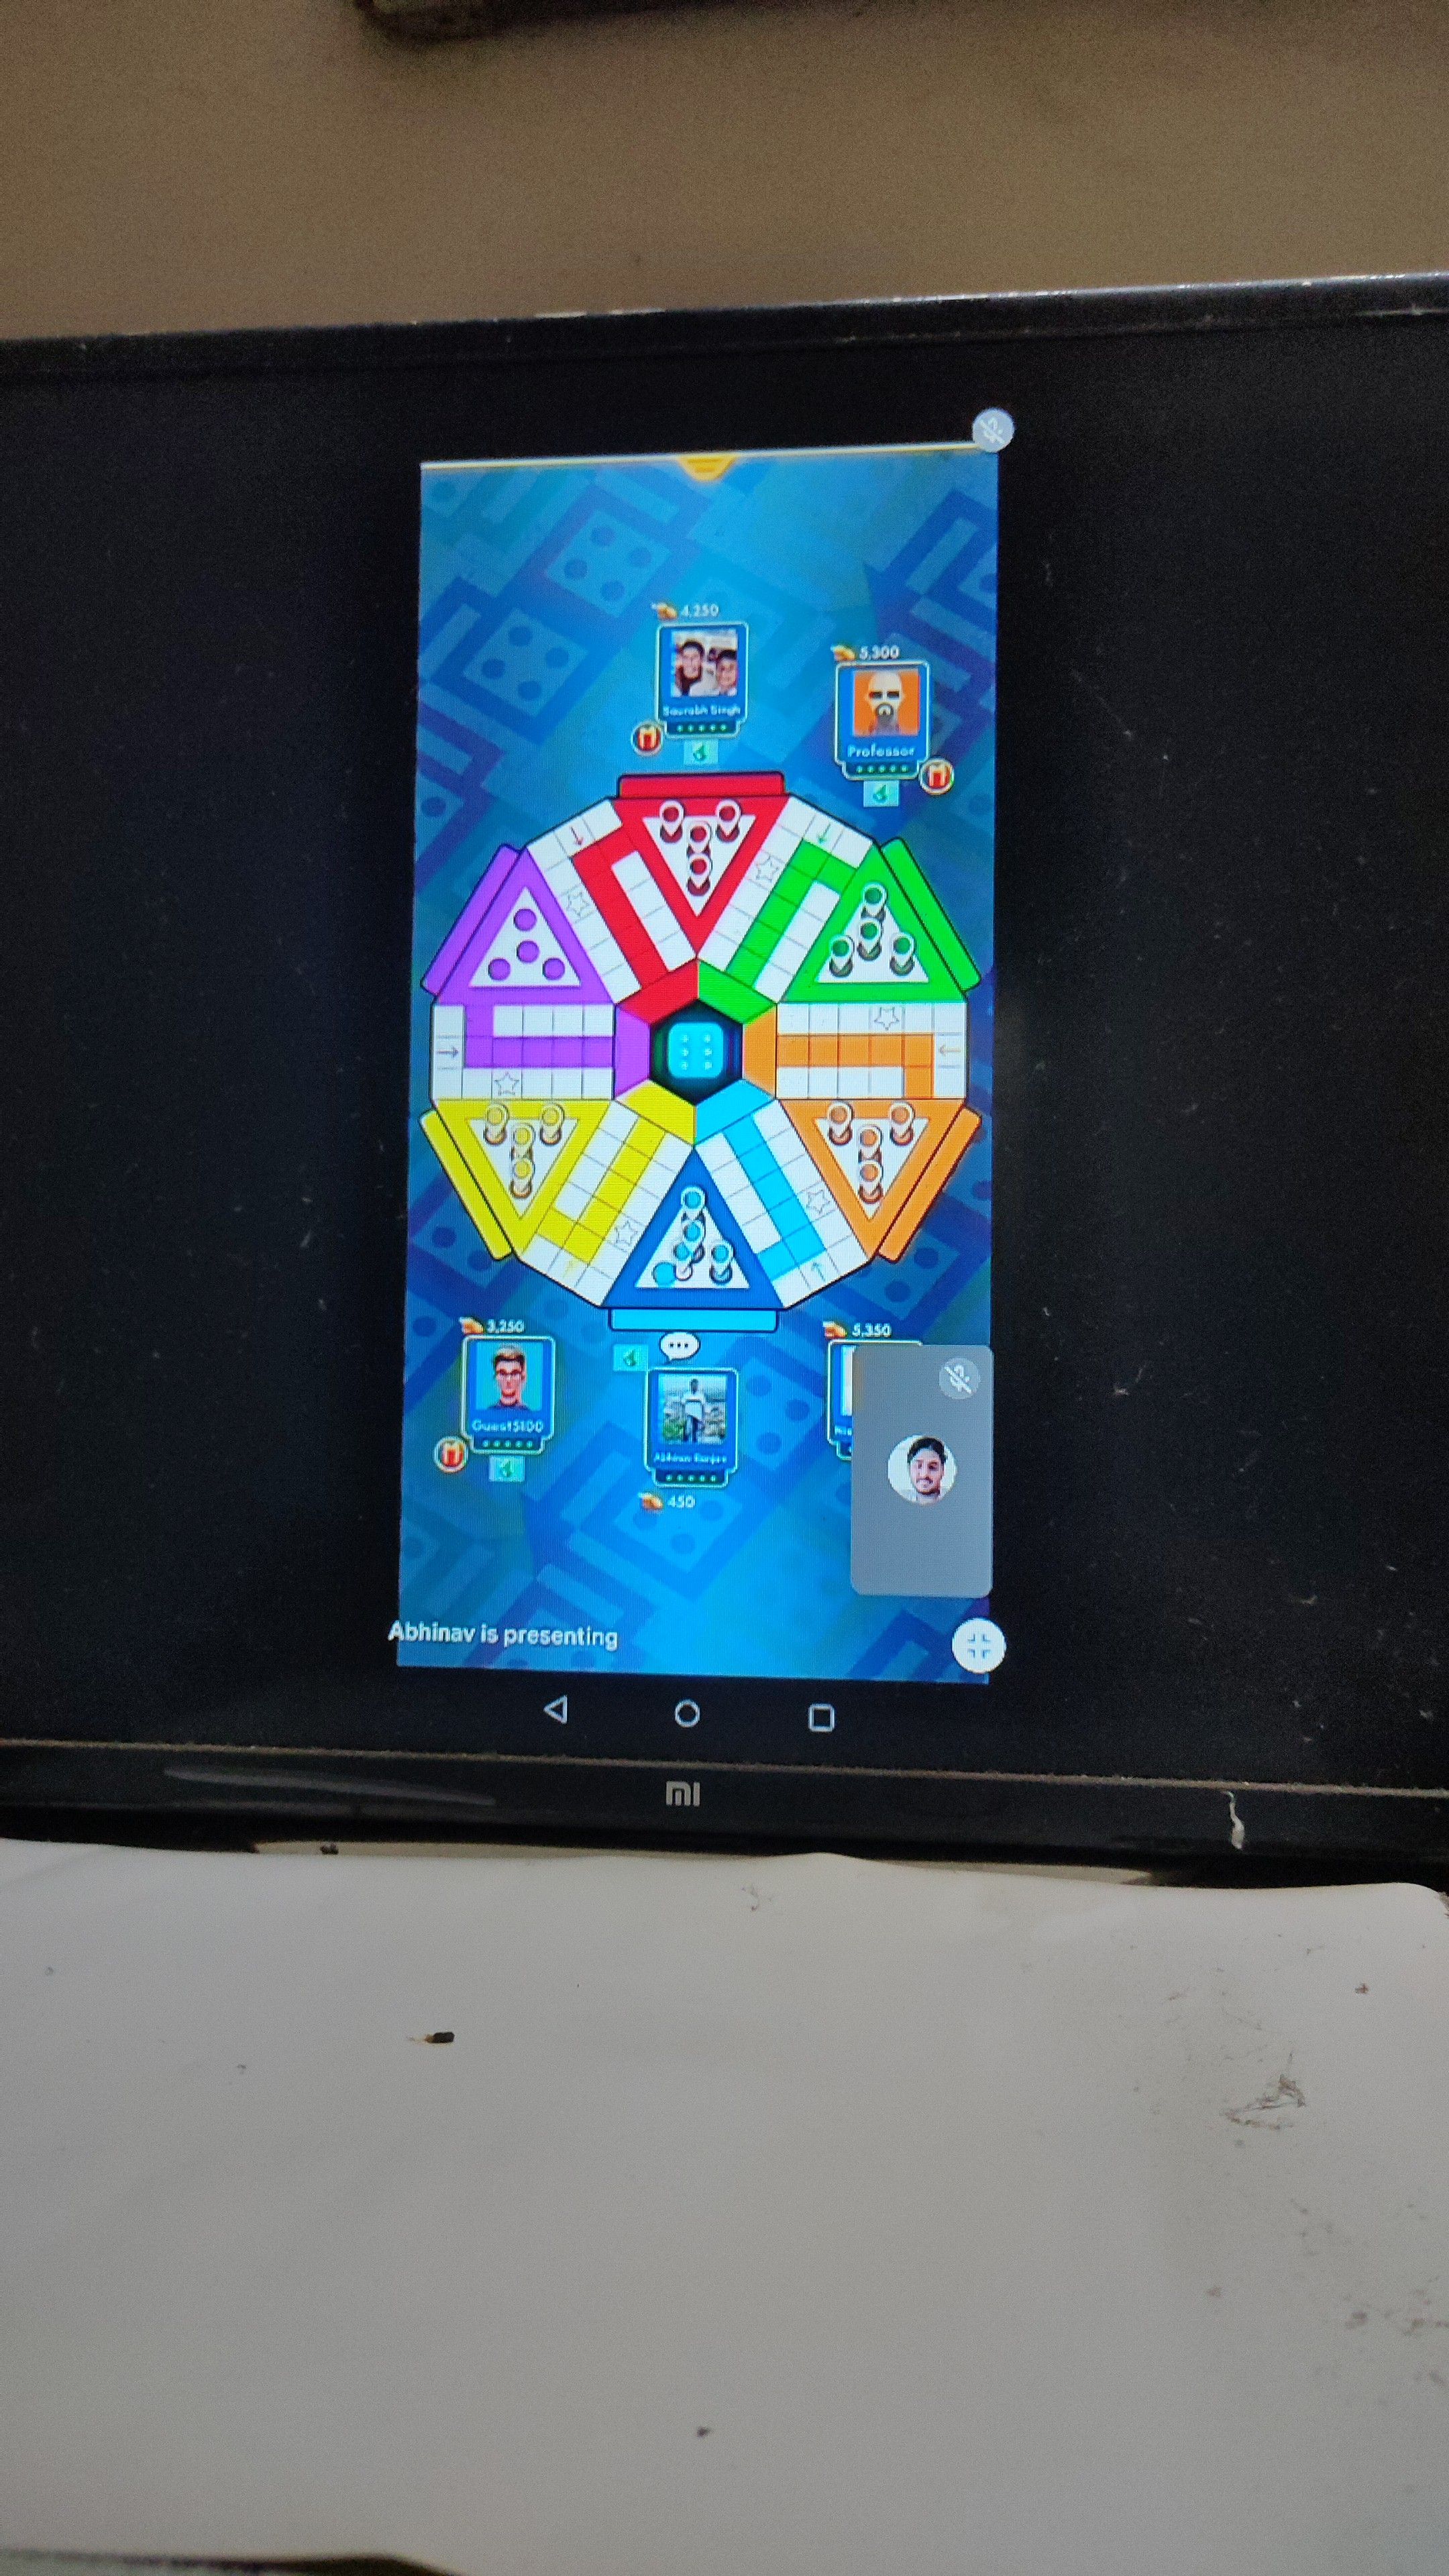 4,250
Saurabh Singh
5,300
Professor
3,250
Guest5100
5,350
450
Abhinav is presenting
mi